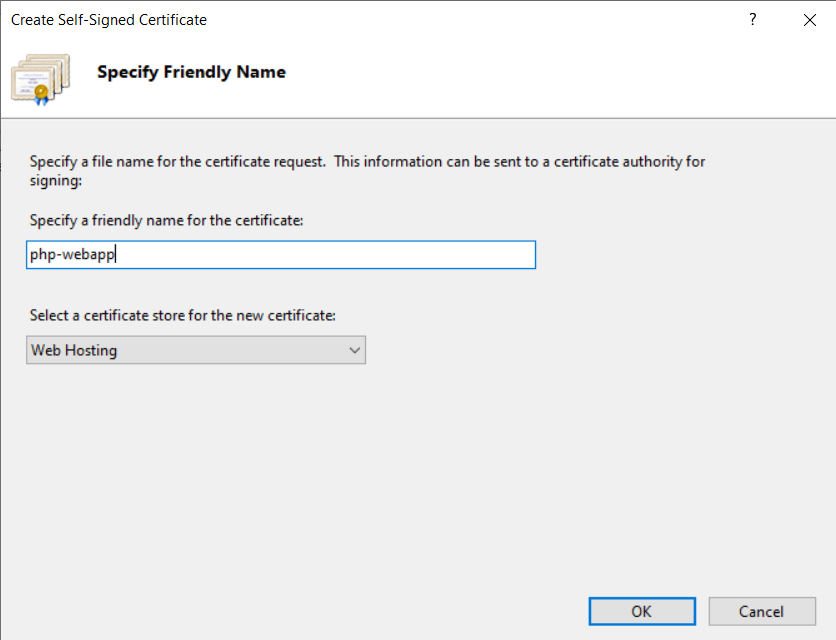 Create Self-Signed Certificate ?
Specify Friendly Name
Specify a file name for the certificate request.  This information can be sent to a certificate authority for
signing:
Specify a friendly name for the certificate:
php-webapp
Select a certificate store for the new certificate:
Web Hosting
OK Cancel